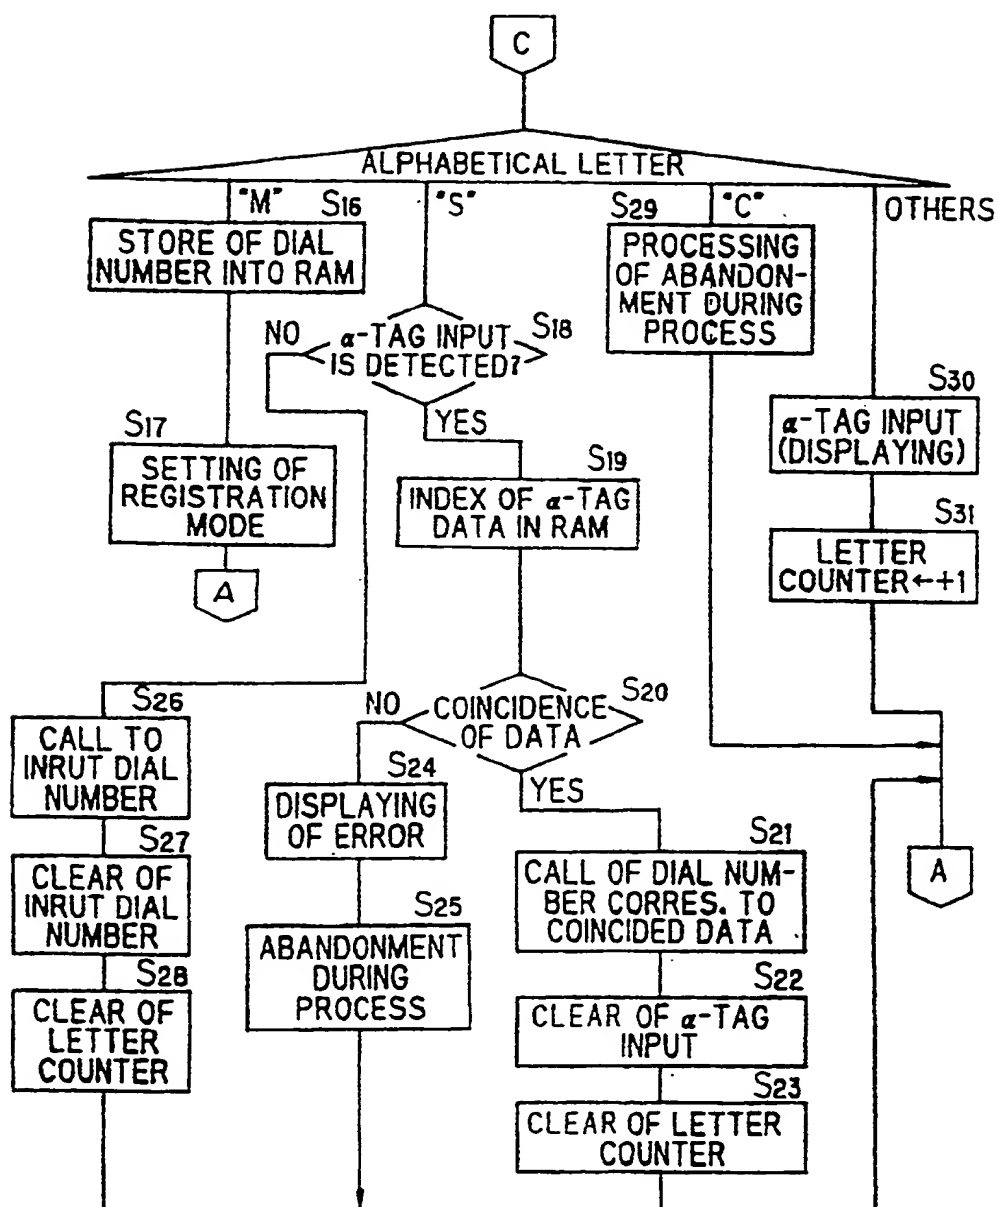 C
ALPHABETICAL LETTER
"M"
S16
"S"
S29
"C"
OTHERS
STORE OF DIAL
NUMBER INTO RAM
PROCESSING
OF ABANDON-
MENT DURING
PROCESS
NO
α-TAG INPUT
IS DETECTED?
S18
YES
S17
SETTING OF
REGISTRATION
MODE
A
S19
INDEX OF α-TAG
DATA IN RAM
S30
α-TAG INPUT
(DISPLAYING)
S31
LETTER
COUNTER←+1
S26
CALL TO
INRUT DIAL
NUMBER
S27
CLEAR OF
INRUT DIAL
NUMBER
S28
CLEAR OF
LETTER
COUNTER
NO
COINCIDENCE
OF DATA
S20
YES
S24
DISPLAYING
OF ERROR
S25
ABANDONMENT
DURING
PROCESS
S21
CALL OF DIAL NUM-
BER CORRES. TO
COINCIDED DATA
S22
CLEAR OF α-TAG
INPUT
S23
CLEAR OF LETTER
COUNTER
A